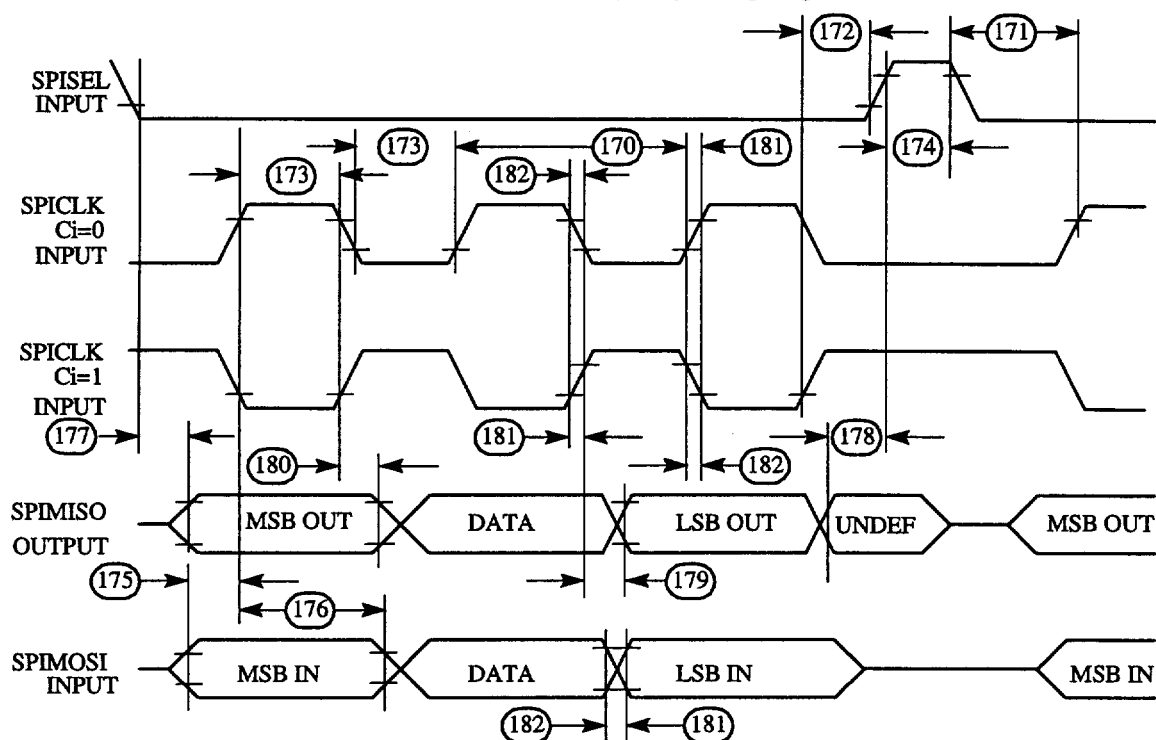 172
171
SPISEL
INPUT
173
170
181
174
173
182
SPICLK
Ci=0
INPUT
SPICLK
Ci=1
INPUT
177
181
178
180
182
SPIMISO
OUTPUT
MSB OUT
DATA
LSB OUT
UNDEF
MSB OUT
175
179
176
SPIMOSI
INPUT
MSB IN
DATA
LSB IN
MSB IN
182
181